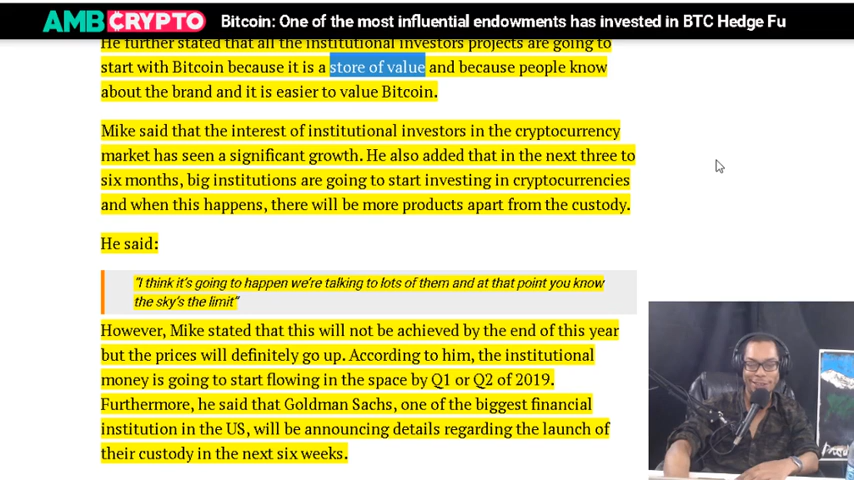 AMBCRYPTO Bitcoin: One of the most influential endowments has invested in BTC Hedge Fu
He further stated that all the institutional investors projects are going to
start with Bitcoin because it is a store of value and because people know
about the brand and it is easier to value Bitcoin.
Mike said that the interest of institutional investors in the cryptocurrency
market has seen a significant growth. He also added that in the next three to
six months, big institutions are going to start investing in cryptocurrencies
and when this happens, there will be more products apart from the custody.
He said:
“I think it’s going to happen we’re talking to lots of them and at that point you know
the sky’s the limit”
However, Mike stated that this will not be achieved by the end of this year
but the prices will definitely go up. According to him, the institutional
money is going to start flowing in the space by Q1 or Q2 of 2019.
Furthermore, he said that Goldman Sachs, one of the biggest financial
institution in the US, will be announcing details regarding the launch of
their custody in the next six weeks.